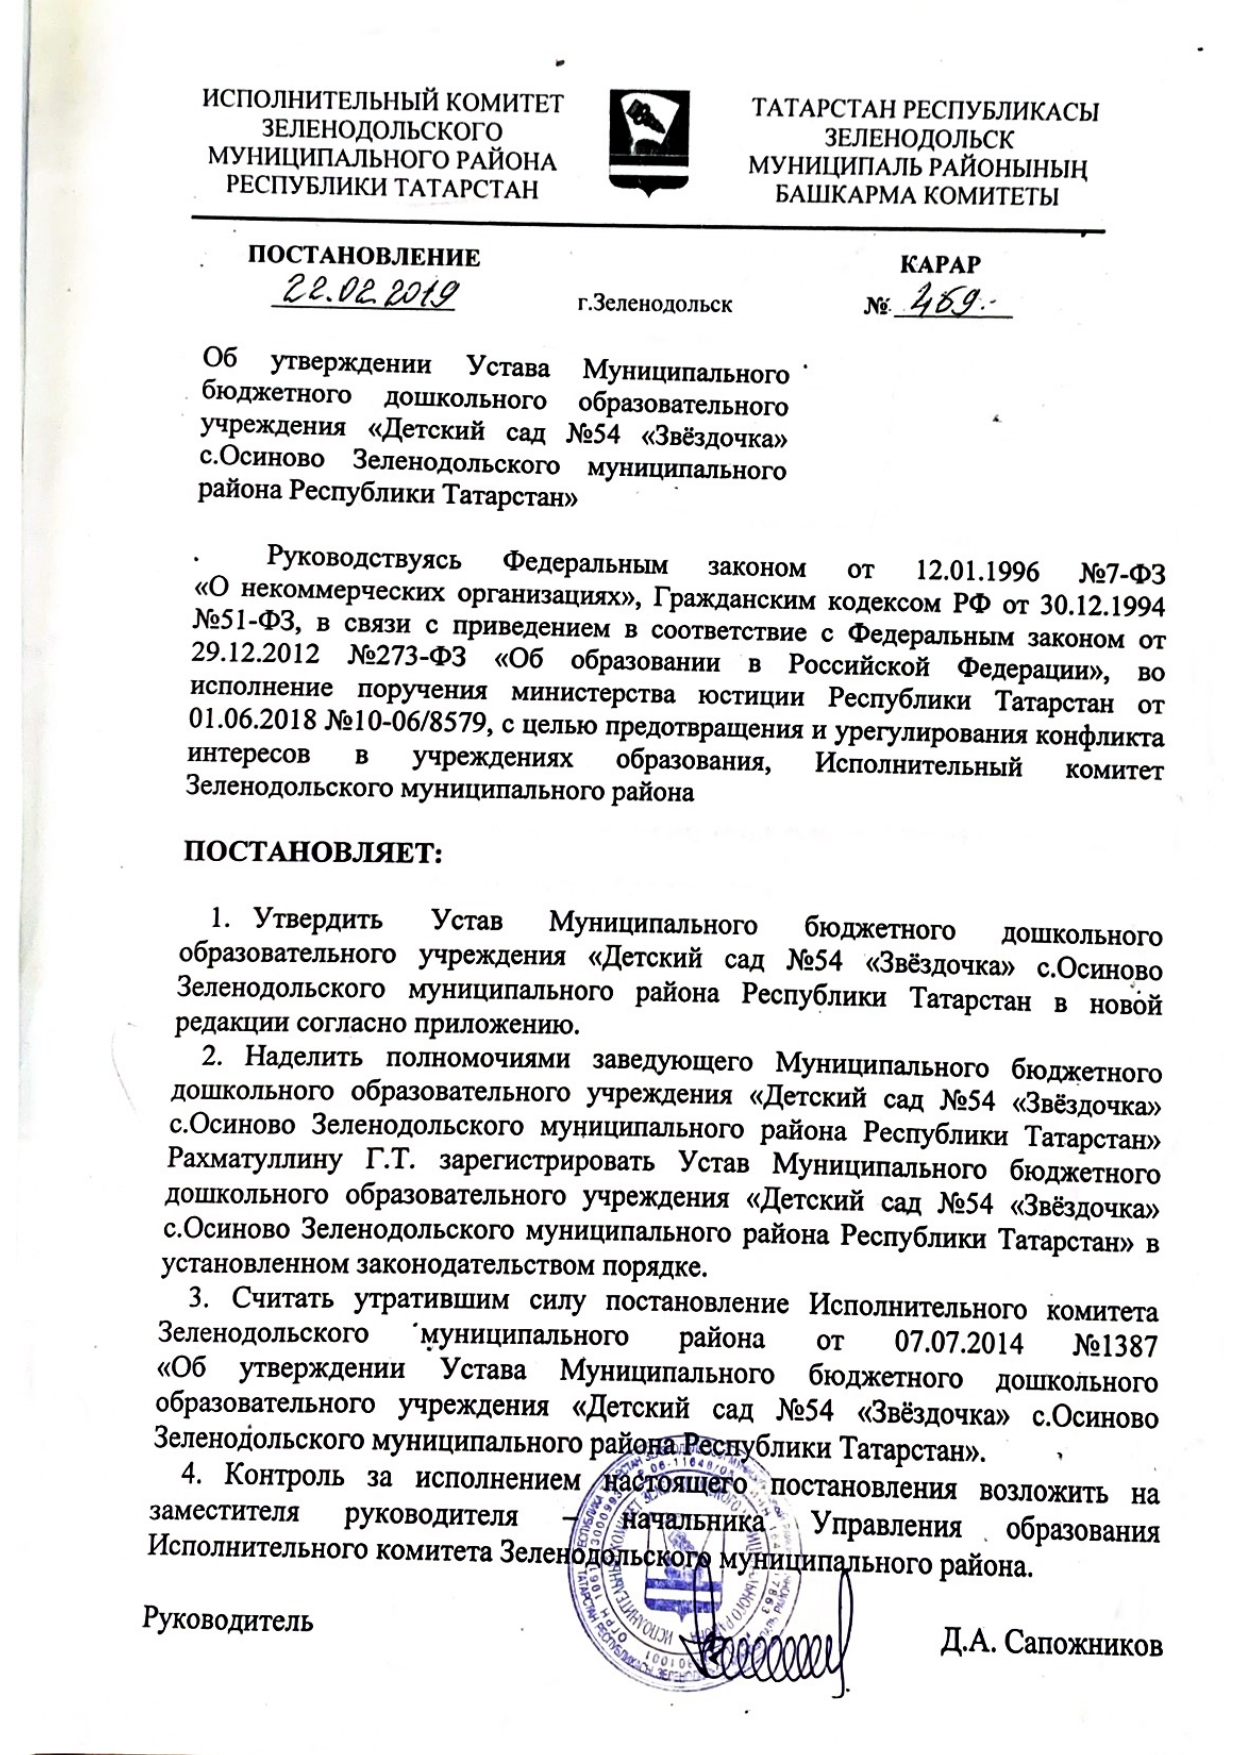 ИСПОЛНИТЕЛЬНЫЙ КОМИТЕТ
ЗЕЛЕНОДОЛЬСКОГО
МУНИЦИПАЛЬНОГО РАЙОНА
РЕСПУБЛИКИ ТАТАРСТАН
ТАТАРСТАН РЕСПУБЛИКАСЫ
ЗЕЛЕНОДОЛЬСК
МУНИЦИПАЛЬ РАЙОНЫНЫҢ
БАШКАРМА КОМИТЕТЫ
ПОСТАНОВЛЕНИЕ
КАРАР
22.02.2019
г.Зеленодольск
№ 469.-
Об утверждении Устава Муниципального
бюджетного дошкольного образовательного
учреждения «Детский сад №54 «Звёздочка»
с.Осиново Зеленодольского муниципального
района Республики Татарстан»
Руководствуясь Федеральным законом от 12.01.1996 №7-ФЗ
«О некоммерческих организациях», Гражданским кодексом РФ от 30.12.1994
№51-ФЗ, в связи с приведением в соответствие с Федеральным законом от
29.12.2012 №273-ФЗ «Об образовании в Российской Федерации», во
исполнение поручения министерства юстиции Республики Татарстан от
01.06.2018 №10-06/8579, с целью предотвращения и урегулирования конфликта
интересов в учреждениях образования, Исполнительный комитет
Зеленодольского муниципального района
ПОСТАНОВЛЯЕТ:
1. Утвердить Устав Муниципального бюджетного дошкольного
образовательного учреждения «Детский сад №54 «Звёздочка» с.Осиново
Зеленодольского муниципального района Республики Татарстан в новой
редакции согласно приложению.
2. Наделить полномочиями заведующего Муниципального бюджетного
дошкольного образовательного учреждения «Детский сад №54 «Звёздочка»
с.Осиново Зеленодольского муниципального района Республики Татарстан»
Рахматуллину Г.Т. зарегистрировать Устав Муниципального бюджетного
дошкольного образовательного учреждения «Детский сад №54 «Звёздочка»
с.Осиново Зеленодольского муниципального района Республики Татарстан» в
установленном законодательством порядке.
3. Считать утратившим силу постановление Исполнительного комитета
Зеленодольского муниципального района от 07.07.2014 №1387
«Об утверждении Устава Муниципального бюджетного дошкольного
образовательного учреждения «Детский сад №54 «Звёздочка» с.Осиново
Зеленодольского муниципального района Республики Татарстан».
4. Контроль за исполнением настоящего постановления возложить на
заместителя руководителя – начальника Управления образования
Исполнительного комитета Зеленодольского муниципального района.
Руководитель
Д.А. Сапожников